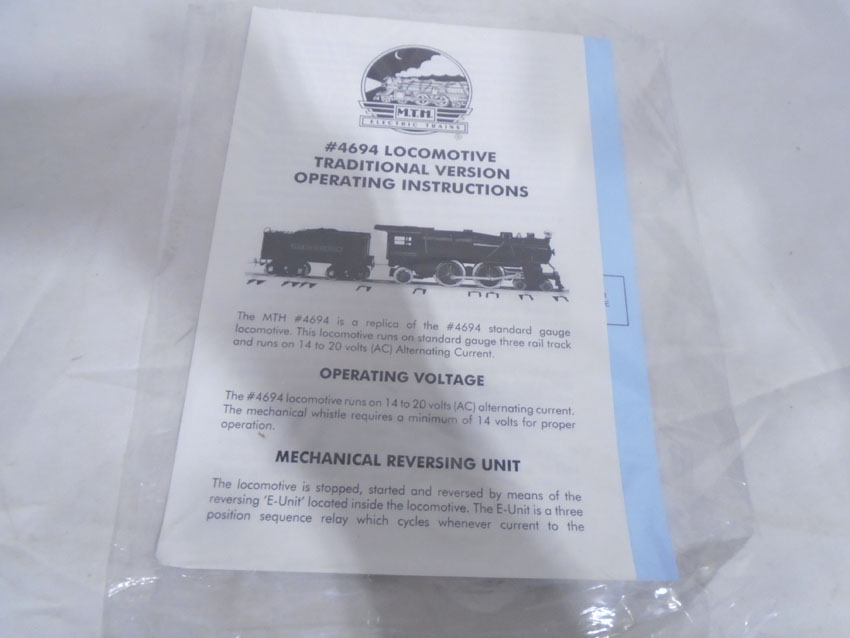 M.T.H.
ELECTRIC TRAINS
#4694 LOCOMOTIVE
TRADITIONAL VERSION
OPERATING INSTRUCTIONS
The MTH #4694 is a replica of the #4694 standard gauge
locomotive. This locomotive runs on standard gauge three rail track
and runs on 14 to 20 volts (AC) Alternating Current.
OPERATING VOLTAGE
The #4694 locomotive runs on 14 to 20 volts (AC) alternating current.
The mechanical whistle requires a minimum of 14 volts for proper
operation.
MECHANICAL REVERSING UNIT
The locomotive is stopped, started and reversed by means of the
reversing 'E-Unit' located inside the locomotive. The E-Unit is a three
position sequence relay which cycles whenever current to the